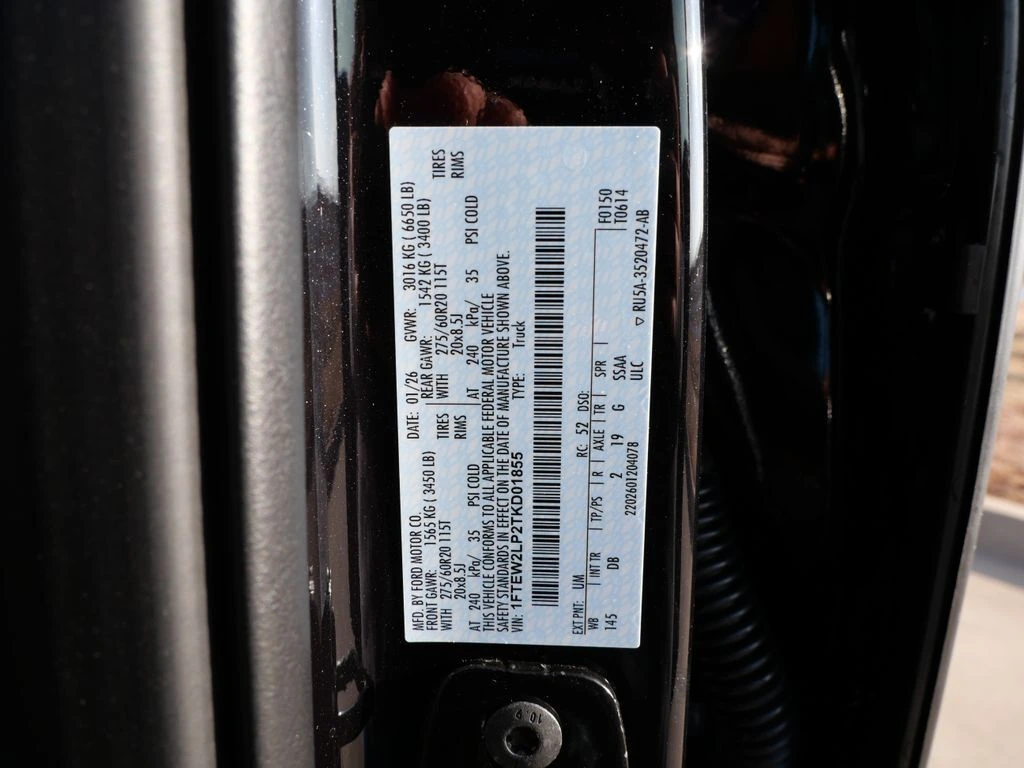 MFD. BY FORD MOTOR CO.
DATE: 01/26 GVWR: 3016 KG ( 6650 LB)
FRONT GAWR: 1565 KG ( 3450 LB)
REAR GAWR: 1542 KG ( 3400 LB)
WITH 275/60R20 115T TIRES
WITH 275/60R20 115T TIRES
20x8.5J RIMS
20x8.5J RIMS
AT 240 kPa/ 35 PSI COLD
AT 240 kPa/ 35 PSI COLD
THIS VEHICLE CONFORMS TO ALL APPLICABLE FEDERAL MOTOR VEHICLE
SAFETY STANDARDS IN EFFECT ON THE DATE OF MANUFACTURE SHOWN ABOVE.
VIN: 1FTEW2LP2TKD01855 TYPE: Truck
EXT PNT: UM RC: 52 DSO:
WB INT TR TP/PS R AXLE TR SPR F0150
T0614
145 DB 2 19 G SSAA
2202601204078 ULC ▽ RU5A-3520472-AB
10.9